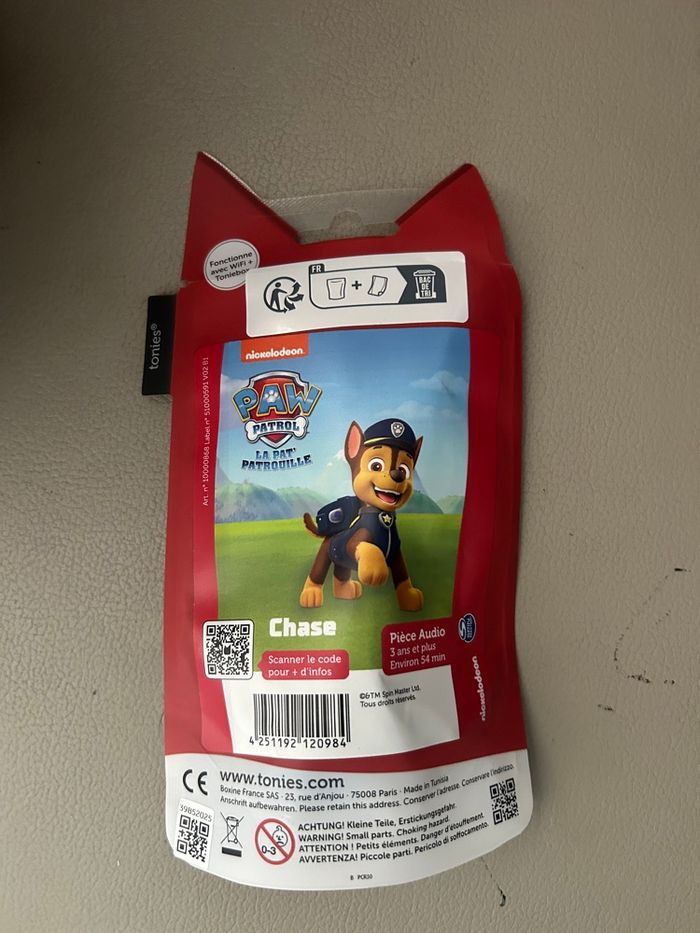 Fonctionne
avec WiFi +
FR
BAC
DE
TRI
tonies®
nickelodeon
PAW
PATROL
LA PAT'
PATROUILLE
Art. n° 10000868 Label n° 51000591 V02 01
Chase
Pièce Audio
3 ans et plus
Environ 54 min
Scanner le code
pour + d'infos
©&TM Spin Master Ltd.
Tous droits réservés.
nickelodeon
4 251192 120984
CE
www.tonies.com
Boxine France SAS · 23, rue d'Anjou · 75008 Paris · Made in Tunisia
Anschrift aufbewahren. Please retain this address. Conserver l'adresse. Conservare l'indirizzo.
39852025
0-3
ACHTUNG! Kleine Teile, Erstickungsgefahr.
WARNING! Small parts. Choking hazard.
ATTENTION ! Petits éléments. Danger d'étouffement.
AVVERTENZA! Piccole parti. Pericolo di soffocamento.
B PCR30